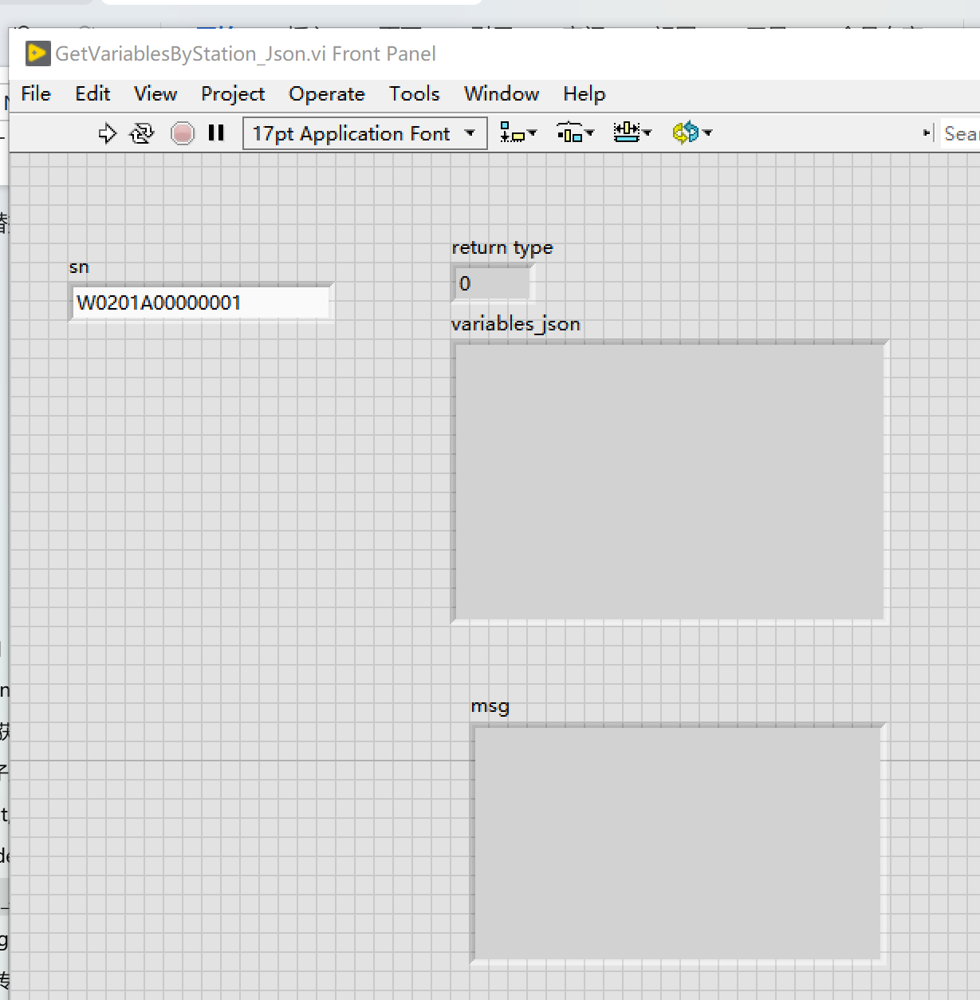 GetVariablesByStation_Json.vi Front Panel
File Edit View Project Operate Tools Window Help
17pt Application Font
sn
W0201A00000001
return type
0
variables_json
msg